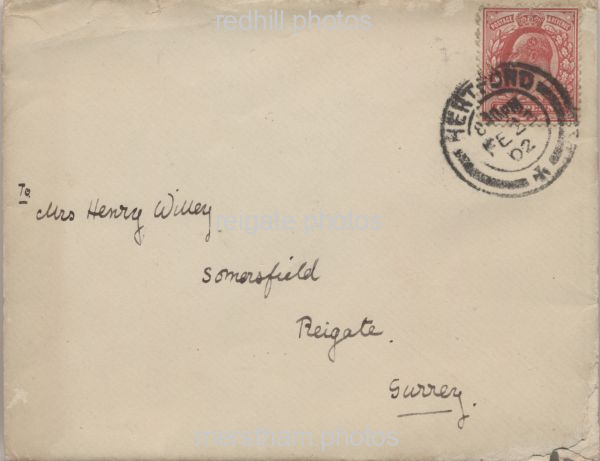 redhill photos
POSTAGE & REVENUE
HERTFORD
FE
02
To
Mrs Henry Willey
reigate photos
Somersfield
Reigate.
Surrey.
merstham photos